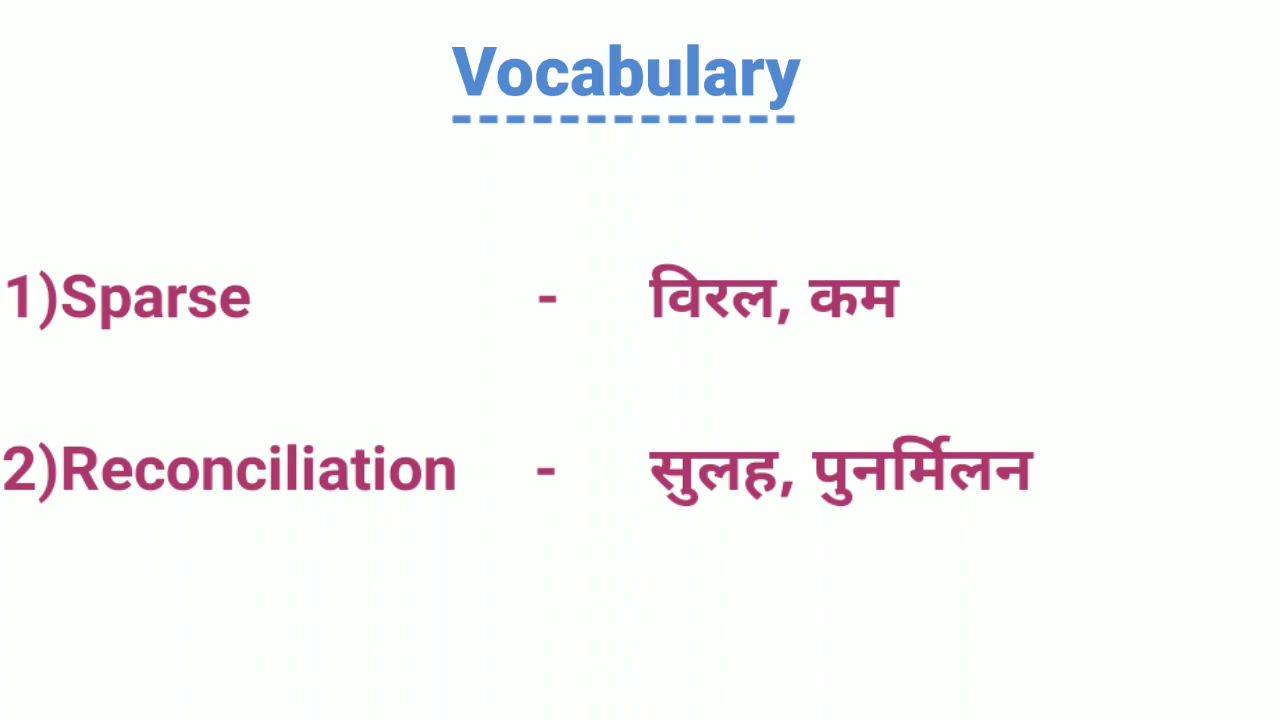 Vocabulary
1)Sparse - विरल, कम
2)Reconciliation - सुलह, पुनर्मिलन